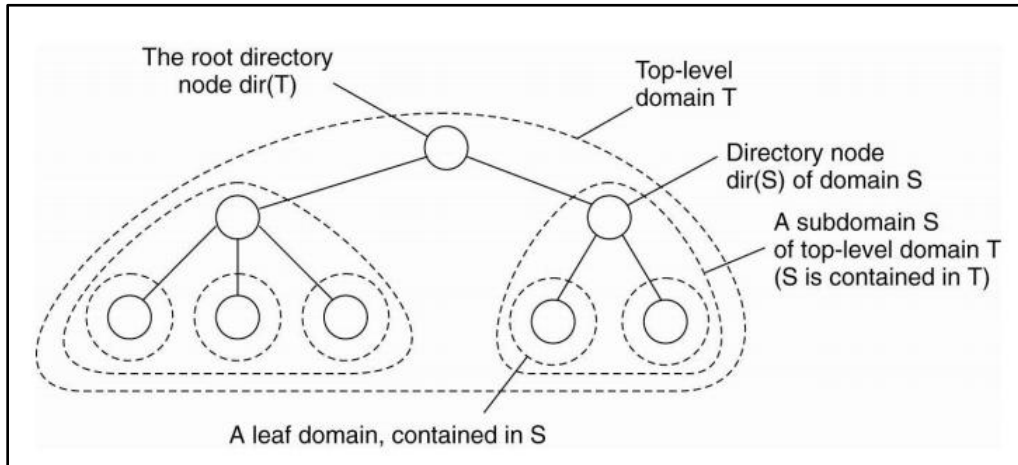 The root directory
node dir(T)
Top-level
domain T
Directory node
dir(S) of domain S
A subdomain S
of top-level domain T
(S is contained in T)
A leaf domain, contained in S